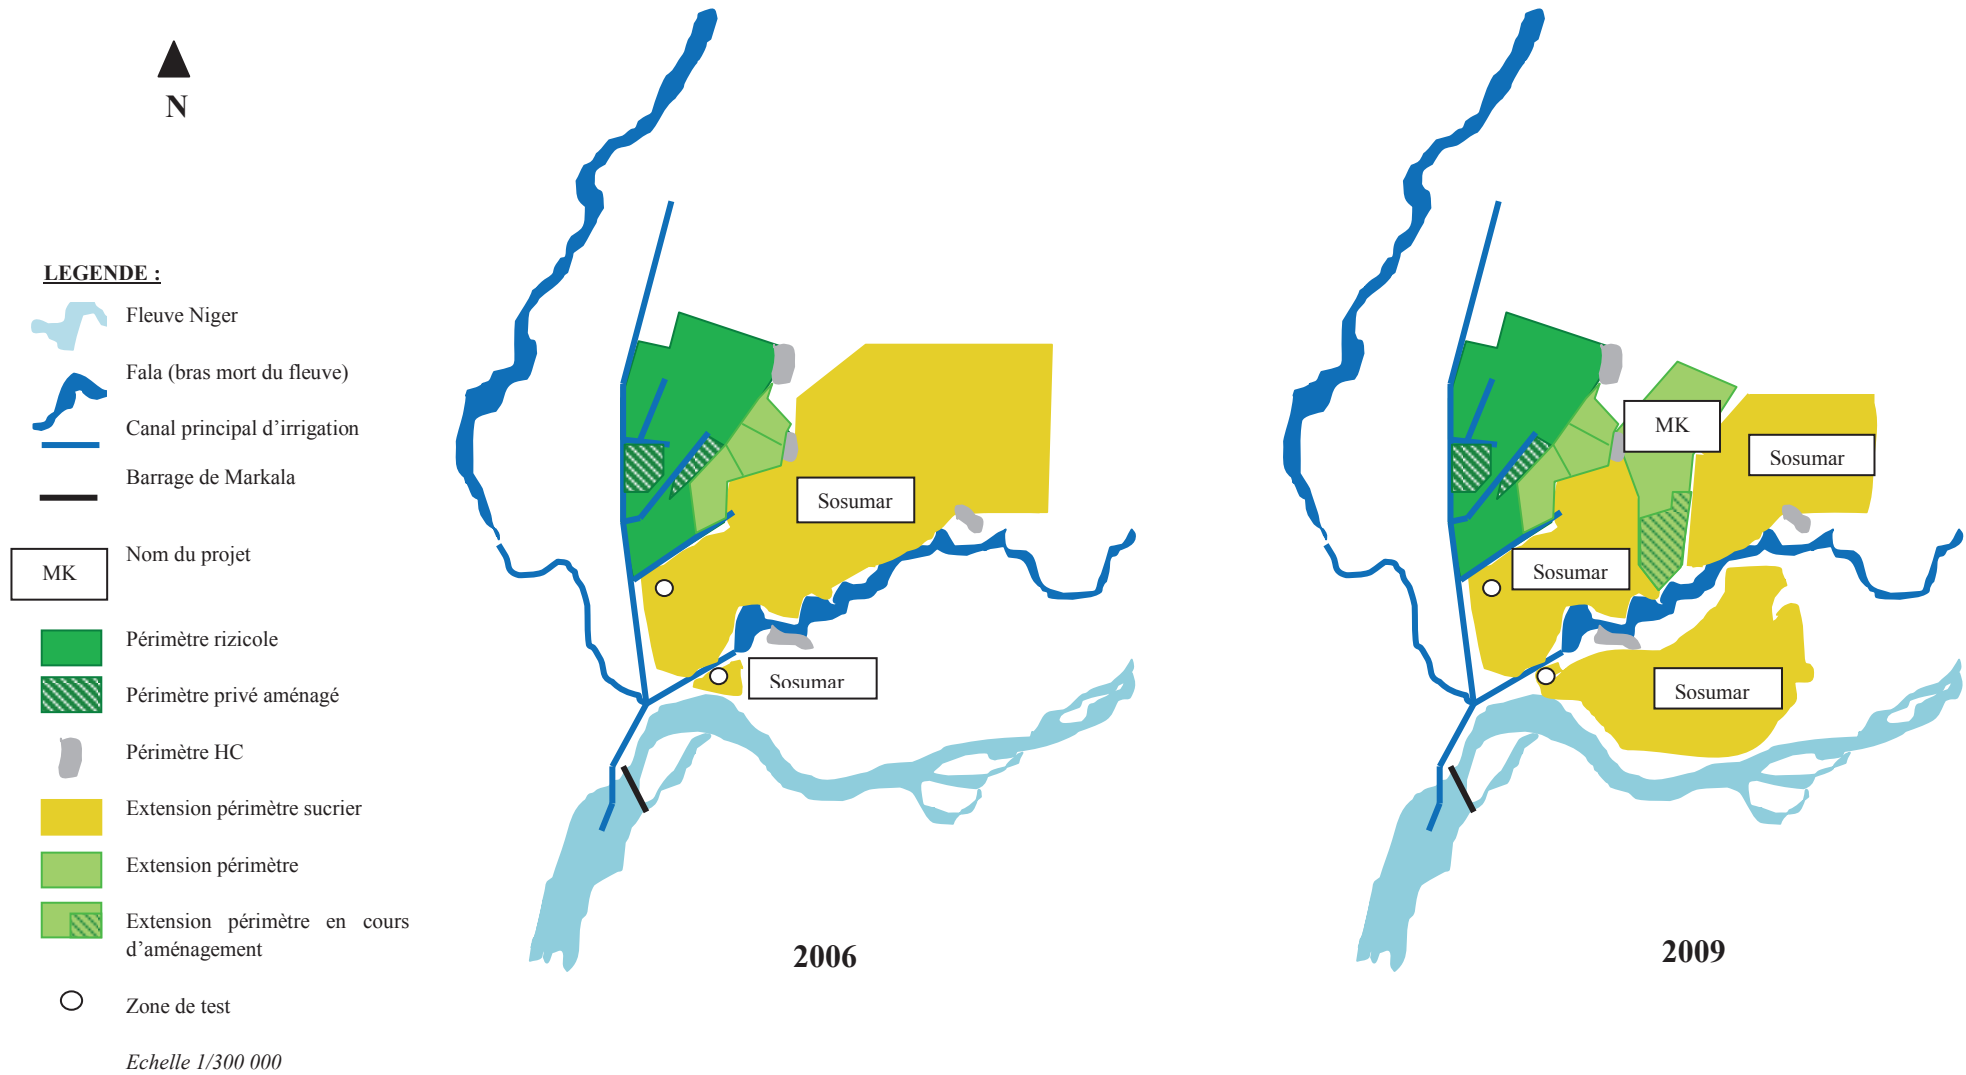 N
LEGENDE :
Fleuve Niger
Fala (bras mort du fleuve)
Canal principal d’irrigation
Barrage de Markala
Nom du projet
MK
Périmètre rizicole
Périmètre privé aménagé
Périmètre HC
Extension périmètre sucrier
Extension périmètre
Extension périmètre en cours
d’aménagement
Zone de test
Echelle 1/300 000
Sosumar
Sosumar
2006
MK
Sosumar
Sosumar
Sosumar
2009